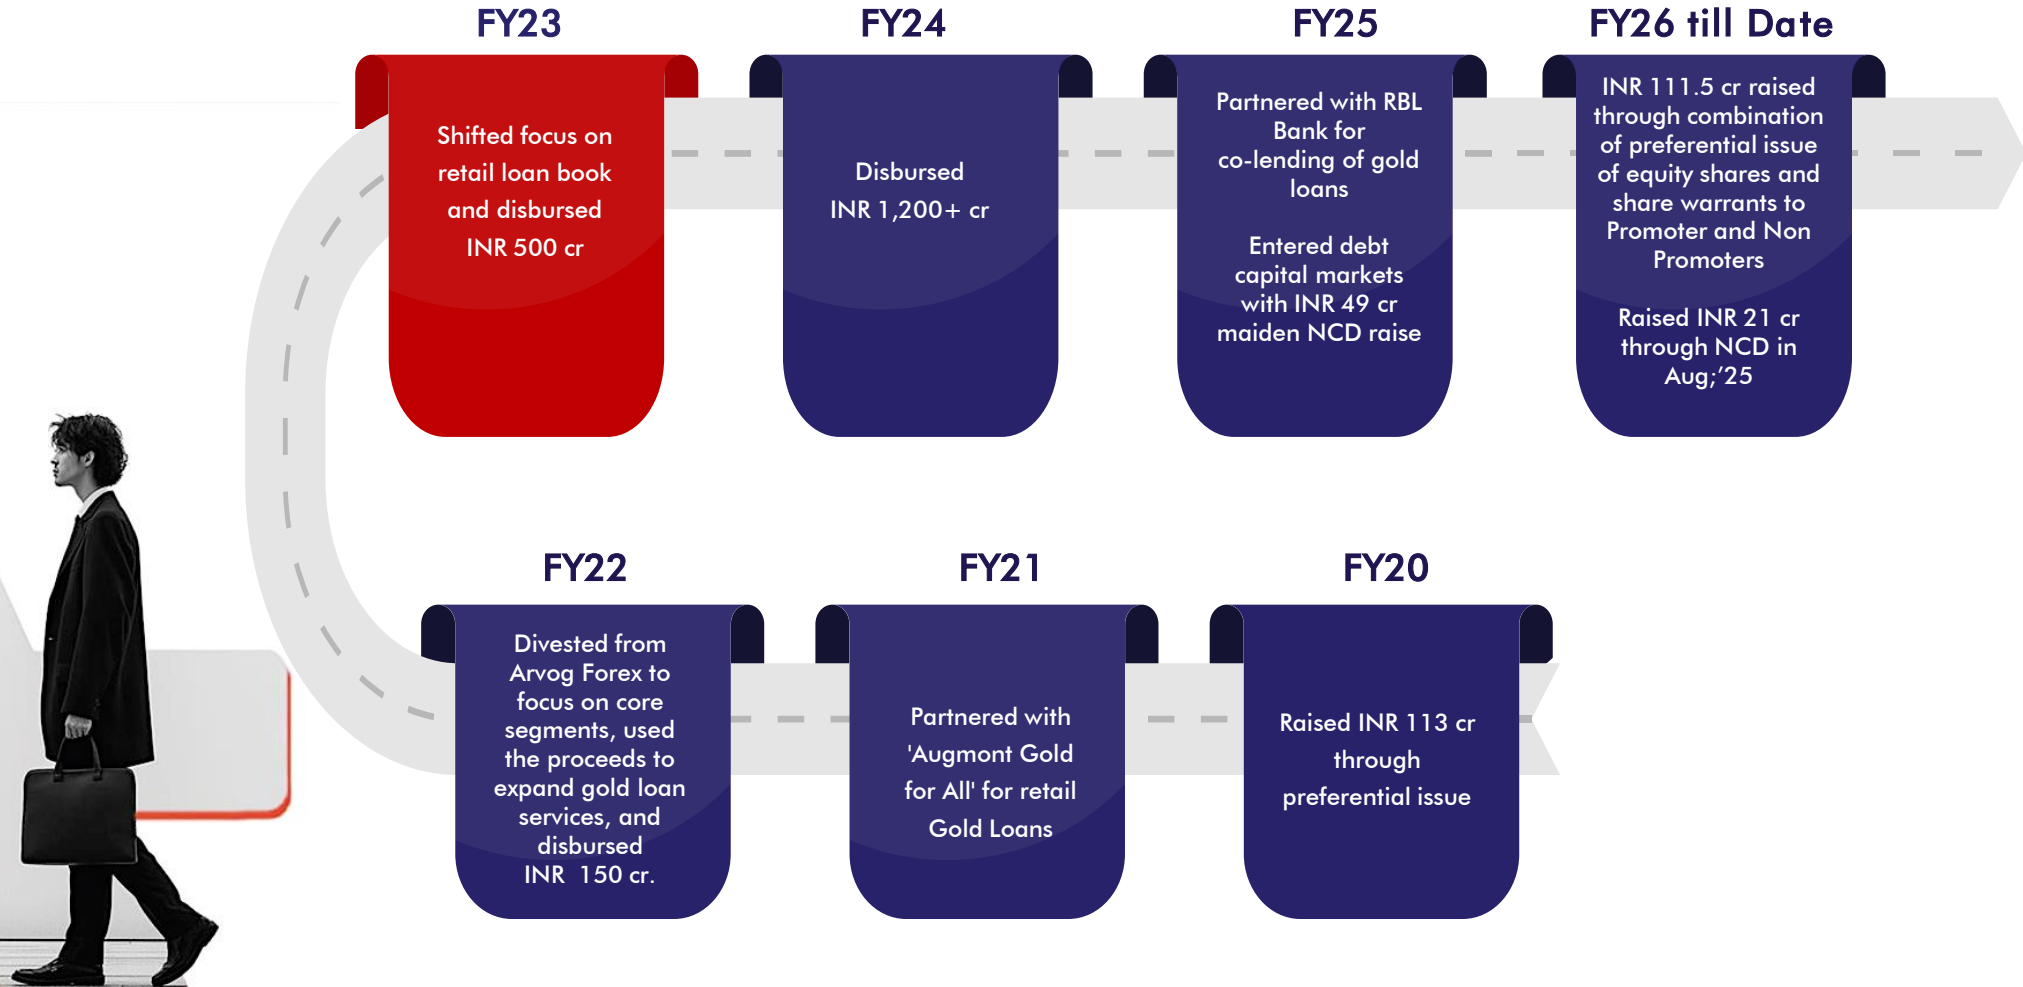 FY23
Shifted focus on
retail loan book
and disbursed
INR 500 cr
FY24
Disbursed
INR 1,200+ cr
FY25
Partnered with RBL
Bank for
co-lending of gold
loans
Entered debt
capital markets
with INR 49 cr
maiden NCD raise
FY26 till Date
INR 111.5 cr raised
through combination
of preferential issue
of equity shares and
share warrants to
Promoter and Non
Promoters
Raised INR 21 cr
through NCD in
Aug;’25
FY22
Divested from
Arvog Forex to
focus on core
segments, used
the proceeds to
expand gold loan
services, and
disbursed
INR  150 cr.
FY21
Partnered with
'Augmont Gold
for All' for retail
Gold Loans
FY20
Raised INR 113 cr
through
preferential issue